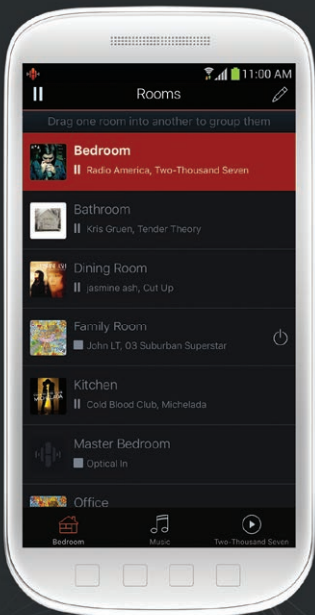 11:00 AM
Rooms
Drag one room into another to group them
Bedroom
Radio America, Two-Thousand Seven
Bathroom
Kris Gruen, Tender Theory
Dining Room
jasmine ash, Cut Up
Family Room
John LT, 03 Suburban Superstar
Kitchen
Cold Blood Club, Michelada
Master Bedroom
Optical In
Office
Bedroom
Music
Two-Thousand Seven